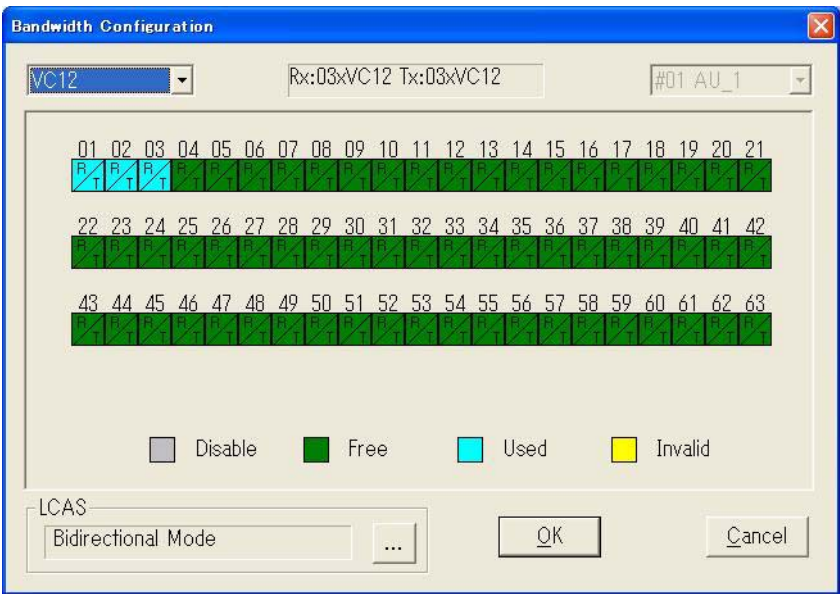 Bandwidth Configuration
VC12 Rx:03xVC12 Tx:03xVC12 #01 AU_1
01 02 03 04 05 06 07 08 09 10 11 12 13 14 15 16 17 18 19 20 21
R/T R/T R/T R/T R/T R/T R/T R/T R/T R/T R/T R/T R/T R/T R/T R/T R/T R/T R/T R/T R/T
22 23 24 25 26 27 28 29 30 31 32 33 34 35 36 37 38 39 40 41 42
R/T R/T R/T R/T R/T R/T R/T R/T R/T R/T R/T R/T R/T R/T R/T R/T R/T R/T R/T R/T R/T
43 44 45 46 47 48 49 50 51 52 53 54 55 56 57 58 59 60 61 62 63
R/T R/T R/T R/T R/T R/T R/T R/T R/T R/T R/T R/T R/T R/T R/T R/T R/T R/T R/T R/T R/T
Disable Free Used Invalid
LCAS
Bidirectional Mode ... OK Cancel